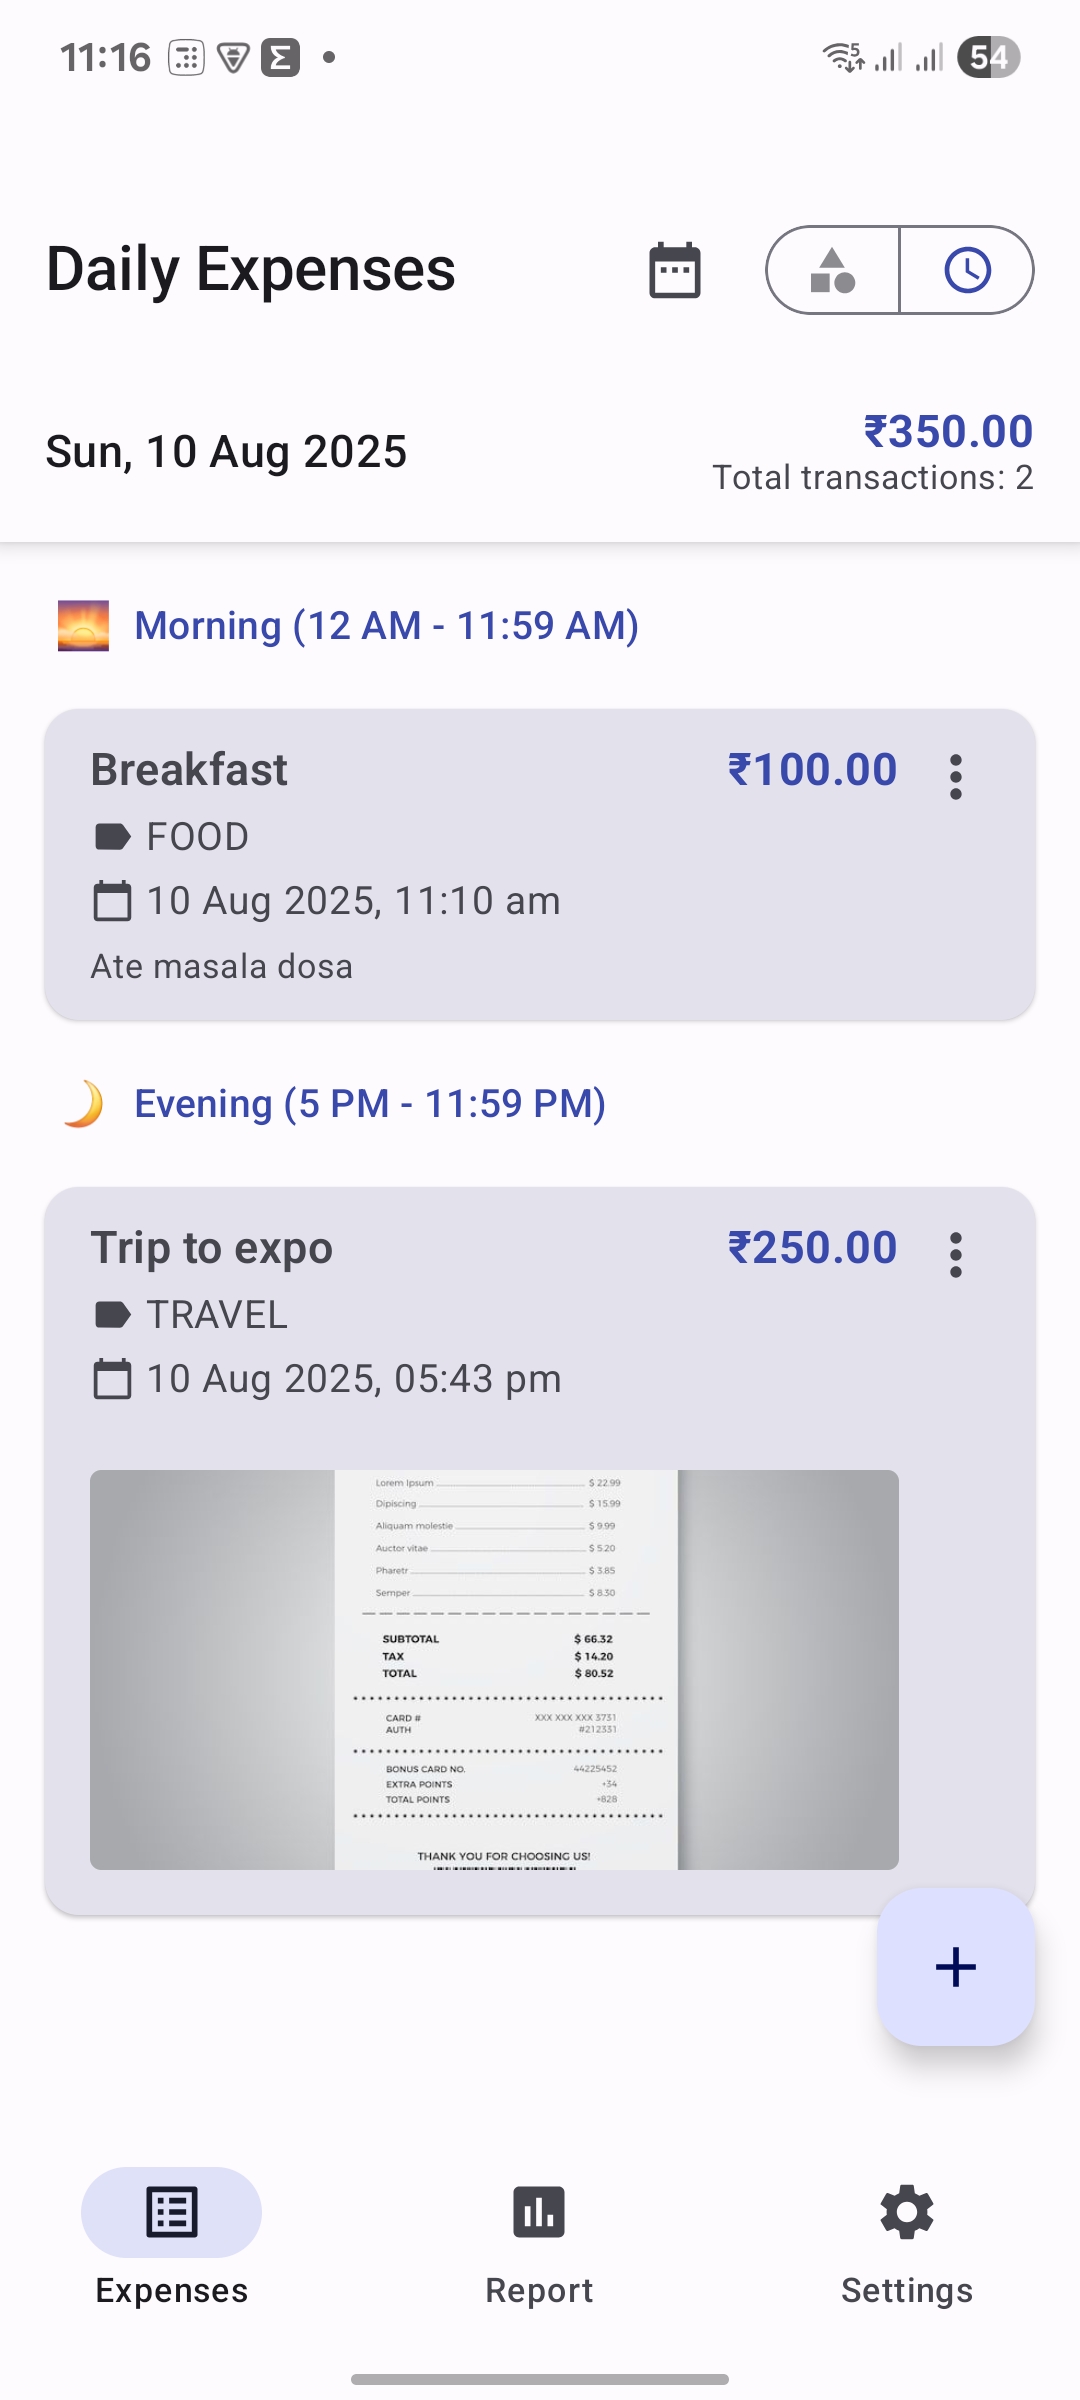 11:16
5
54
Daily Expenses
Sun, 10 Aug 2025
₹350.00
Total transactions: 2
Morning (12 AM - 11:59 AM)
Breakfast
₹100.00
FOOD
10 Aug 2025, 11:10 am
Ate masala dosa
Evening (5 PM - 11:59 PM)
Trip to expo
₹250.00
TRAVEL
10 Aug 2025, 05:43 pm
Lorem Ipsum $ 22.99
Dipiscing $ 15.99
Aliquam molestie $ 9.99
Auctor vitae $ 5.20
Pharetr $ 3.85
Semper $ 8.30
SUBTOTAL $ 66.32
TAX $ 14.20
TOTAL $ 80.52
CARD # XXX XXX XXX 3731
AUTH #212331
BONUS CARD NO. 44225452
EXTRA POINTS +34
TOTAL POINTS +828
THANK YOU FOR CHOOSING US!
Expenses
Report
Settings